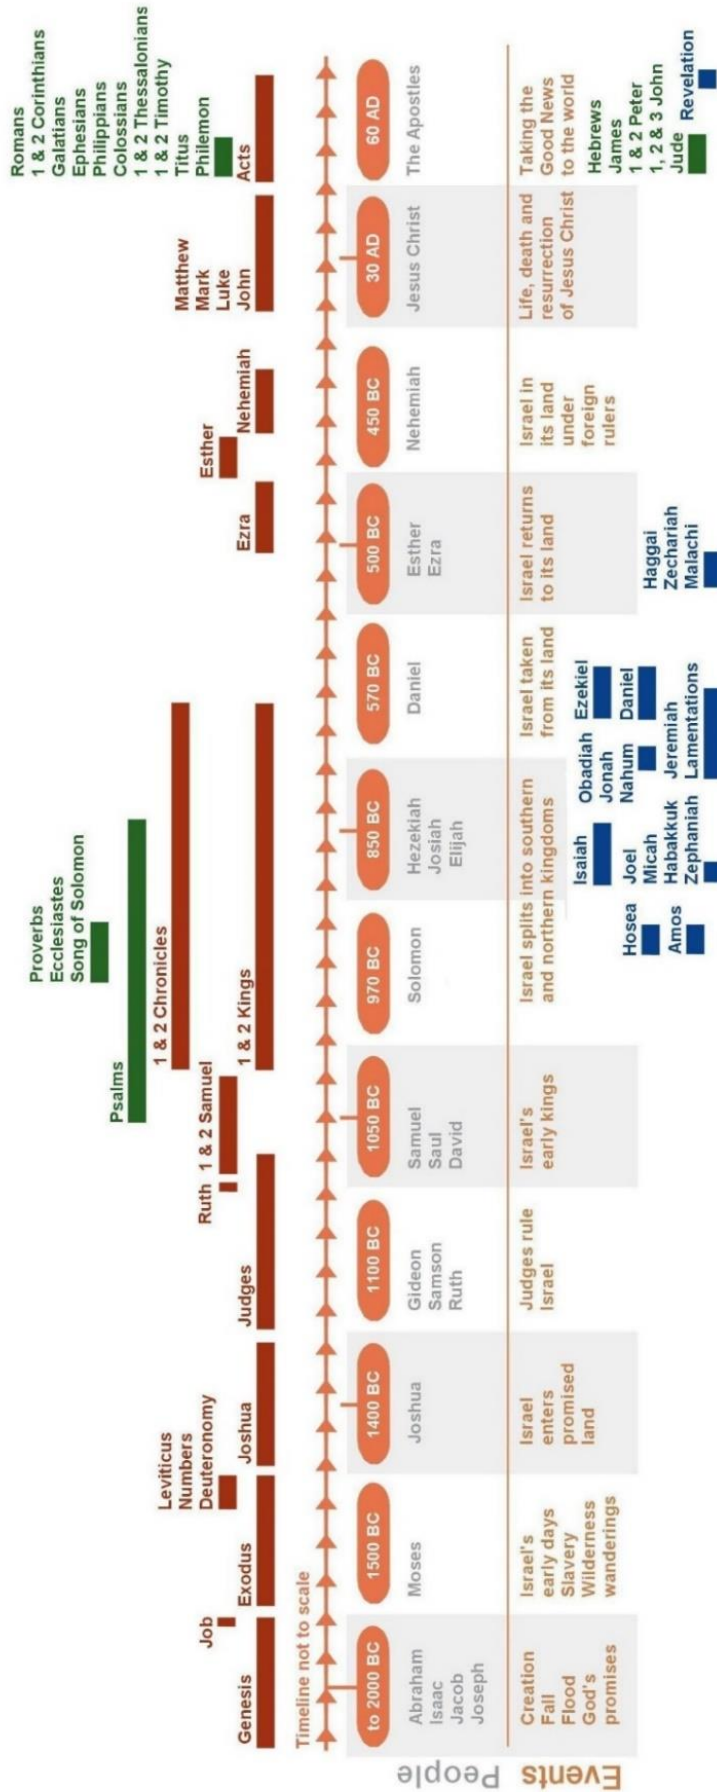 Romans
1 & 2 Corinthians
Galatians
Ephesians
Philippians
Colossians
1 & 2 Thessalonians
1 & 2 Timothy
Titus
Philemon
Proverbs
Ecclesiastes
Song of Solomon
Psalms
1 & 2 Chronicles
Leviticus
Numbers
Deuteronomy
Matthew
Mark
Luke
John
Job
Ruth
1 & 2 Samuel
Esther
Genesis
Exodus
Joshua
Judges
1 & 2 Kings
Ezra
Nehemiah
Acts
Timeline not to scale
to 2000 BC
1500 BC
1400 BC
1100 BC
1050 BC
970 BC
850 BC
570 BC
500 BC
450 BC
30 AD
60 AD
People
Abraham
Isaac
Jacob
Joseph
Moses
Joshua
Gideon
Samson
Ruth
Samuel
Saul
David
Solomon
Hezekiah
Josiah
Elijah
Daniel
Esther
Ezra
Nehemiah
Jesus Christ
The Apostles
Events
Creation
Fall
Flood
God's
promises
Israel's
early days
Slavery
Wilderness
wanderings
Israel
enters
promised
land
Judges rule
Israel
Israel's
early kings
Israel splits into southern
and northern kingdoms
Israel taken
from its land
Israel returns
to its land
Israel in
its land
under
foreign
rulers
Life, death and
resurrection
of Jesus Christ
Taking the
Good News
to the world
Hosea
Amos
Isaiah
Joel
Micah
Habakkuk
Zephaniah
Obadiah
Jonah
Nahum
Jeremiah
Lamentations
Ezekiel
Daniel
Haggai
Zechariah
Malachi
Hebrews
James
1 & 2 Peter
1, 2 & 3 John
Jude
Revelation